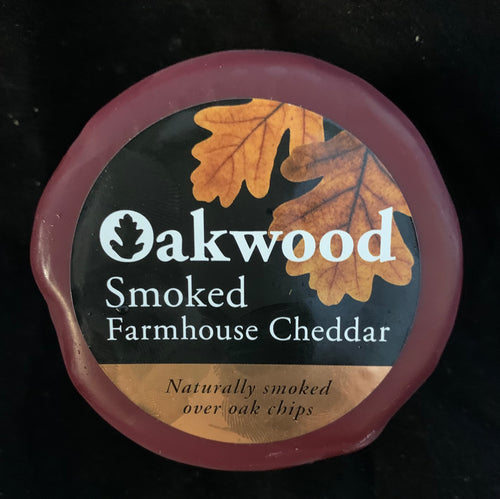 Oakwood
Smoked
Farmhouse Cheddar
Naturally smoked
over oak chips